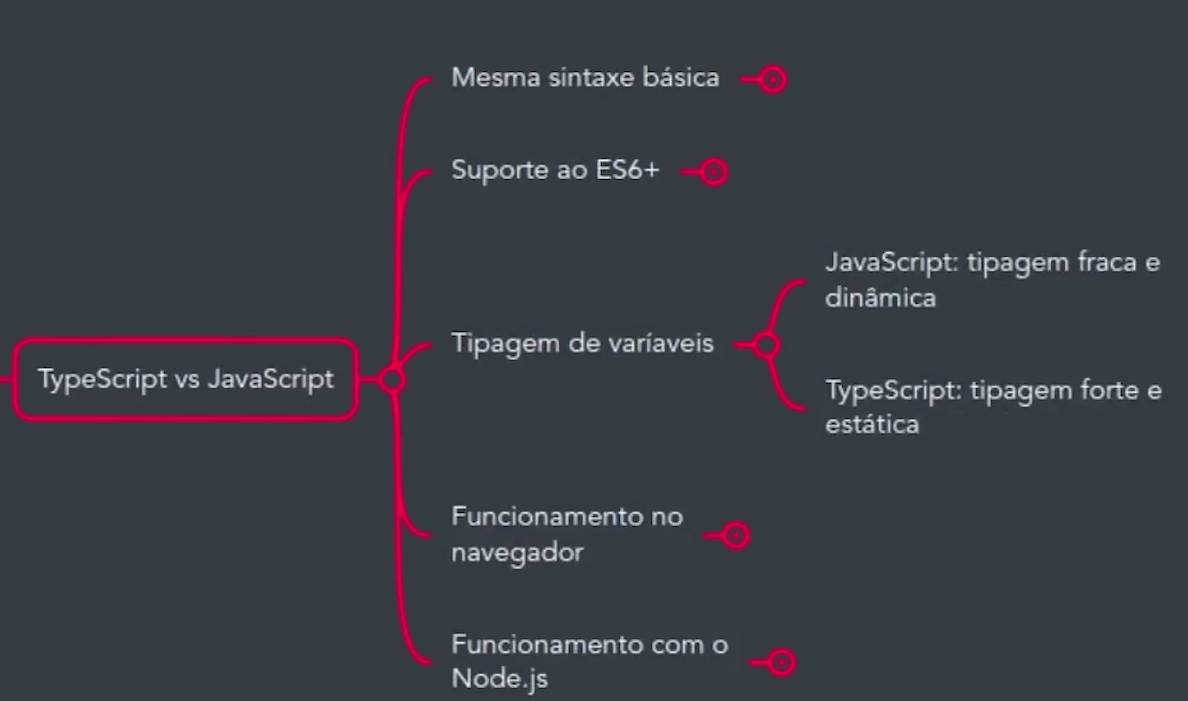 Mesma sintaxe básica
Suporte ao ES6+
JavaScript: tipagem fraca e
dinâmica
Tipagem de varíaveis
TypeScript vs JavaScript
TypeScript: tipagem forte e
estática
Funcionamento no
navegador
Funcionamento com o
Node.js